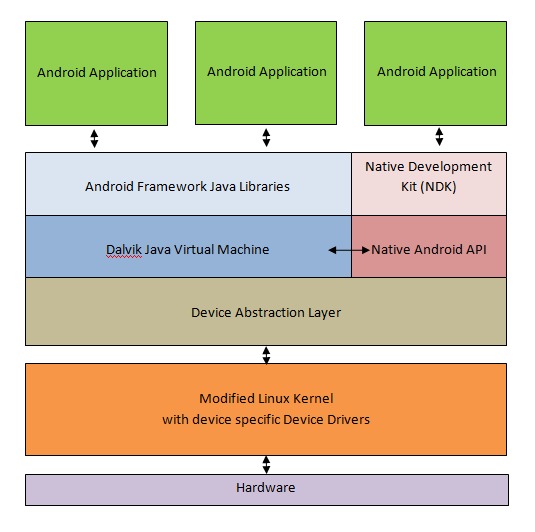 Android Application
Android Application
Android Application
Android Framework Java Libraries
Native Development
Kit (NDK)
Dalvik Java Virtual Machine
Native Android API
Device Abstraction Layer
Modified Linux Kernel
with device specific Device Drivers
Hardware